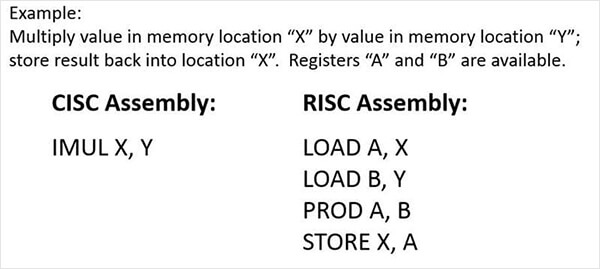 Example:
Multiply value in memory location “X” by value in memory location “Y”;
store result back into location “X”.  Registers “A” and “B” are available.
CISC Assembly:
IMUL X, Y
RISC Assembly:
LOAD A, X
LOAD B, Y
PROD A, B
STORE X, A